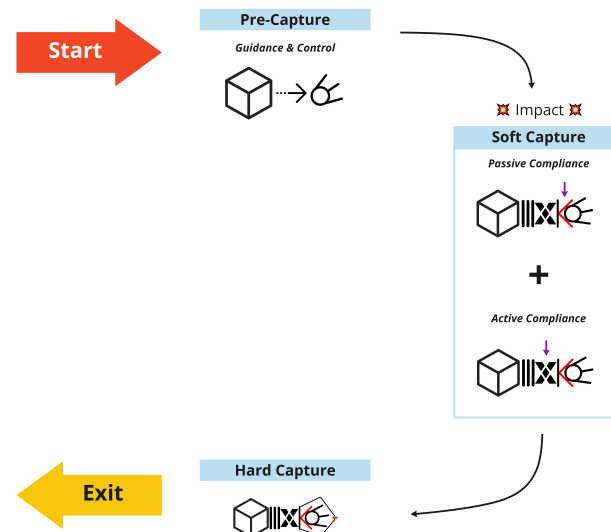 Start
Pre-Capture
Guidance & Control
Impact
Soft Capture
Passive Compliance
+
Active Compliance
Hard Capture
Exit